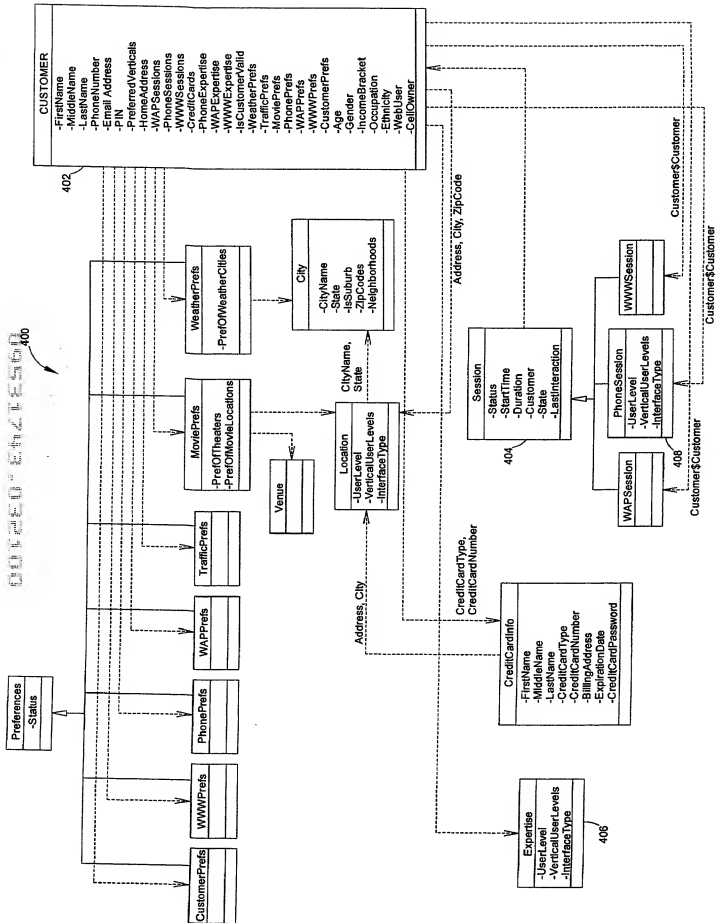 400
CUSTOMER
-FirstName
-MiddleName
-LastName
-PhoneNumber
-Email Address
-PIN
-PreferredVerticals
-HomeAddress
-WAPSessions
-PhoneSessions
-WWWSessions
-CreditCards
-PhoneExpertise
-WAPExpertise
-WWWExpertise
-IsCustomerValid
-WeatherPrefs
-TrafficPrefs
-MoviePrefs
-PhonePrefs
-WAPPrefs
-WWWPrefs
-CustomerPrefs
-Age
-Gender
-IncomeBracket
-Occupation
-Ethnicity
-WebUser
-CellOwner
402
Preferences
-Status
CustomerPrefs
WWWPrefs
PhonePrefs
WAPPrefs
TrafficPrefs
MoviePrefs
-PrefOfTheaters
-PrefOfMovieLocations
WeatherPrefs
-PrefOfWeatherCities
Venue
City
-CityName
-State
-IsSuburb
-ZipCodes
-Neighborhoods
CityName,
State
Location
-UserLevel
-VerticalUserLevels
-InterfaceType
Address, City, ZipCode
Address, City
CreditCardType,
CreditCardNumber
CreditCardInfo
-FirstName
-MiddleName
-LastName
-CreditCardType
-CreditCardNumber
-BillingAddress
-ExpirationDate
-CreditCardPassword
Expertise
-UserLevel
-VerticalUserLevels
-InterfaceType
406
Session
-Status
-StartTime
-Duration
-Customer
-State
-LastInteraction
404
WAPSession
PhoneSession
-UserLevel
-VerticalUserLevels
-InterfaceType
408
WWWSession
Customer$Customer
Customer$Customer
Customer$Customer